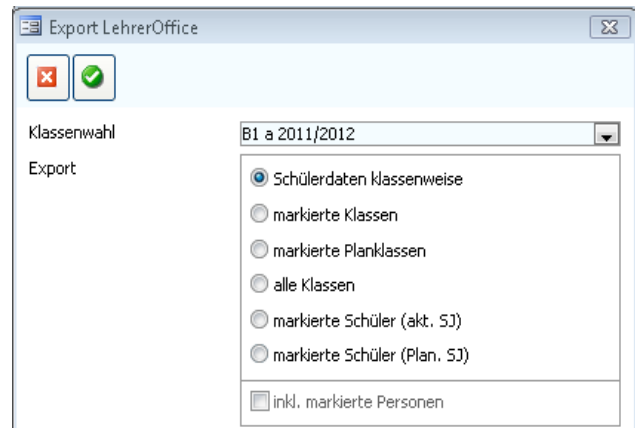 Export LehrerOffice
Klassenwahl
B1 a 2011/2012
Export
Schülerdaten klassenweise
markierte Klassen
markierte Planklassen
alle Klassen
markierte Schüler (akt. SJ)
markierte Schüler (Plan. SJ)
inkl. markierte Personen